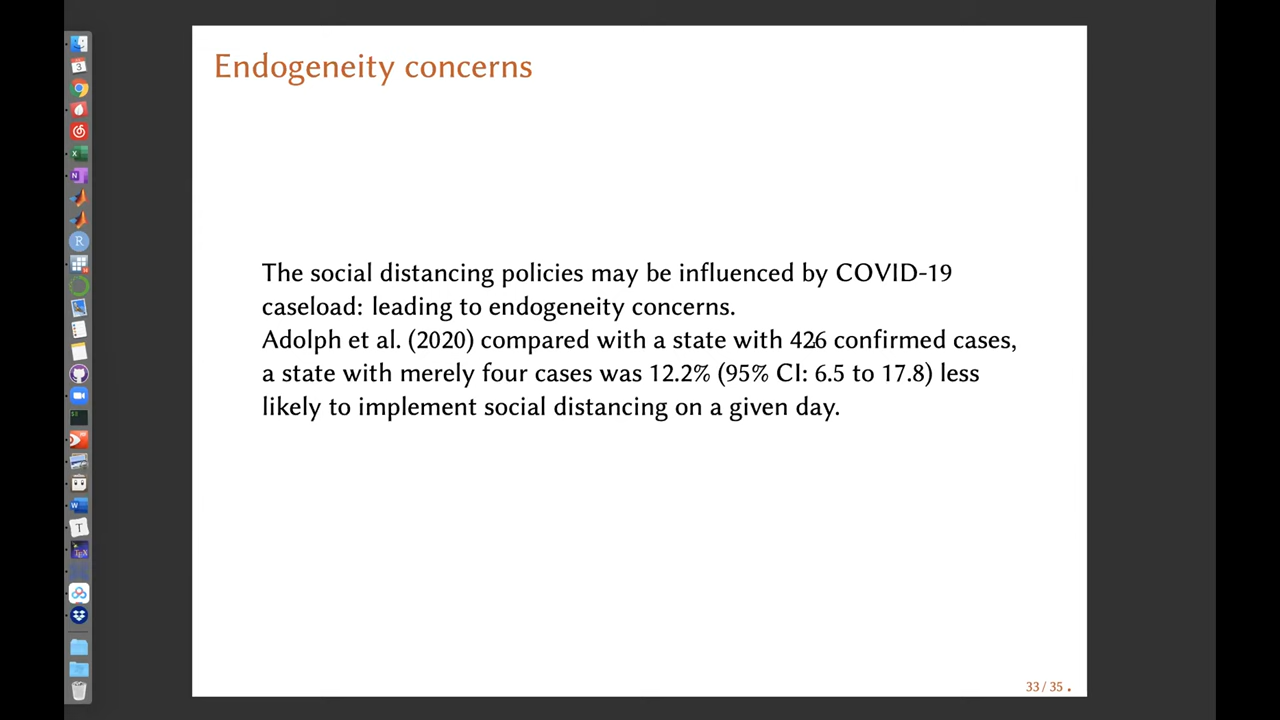 Endogeneity concerns
The social distancing policies may be influenced by COVID-19
caseload: leading to endogeneity concerns.
Adolph et al. (2020) compared with a state with 426 confirmed cases,
a state with merely four cases was 12.2% (95% CI: 6.5 to 17.8) less
likely to implement social distancing on a given day.
33 / 35